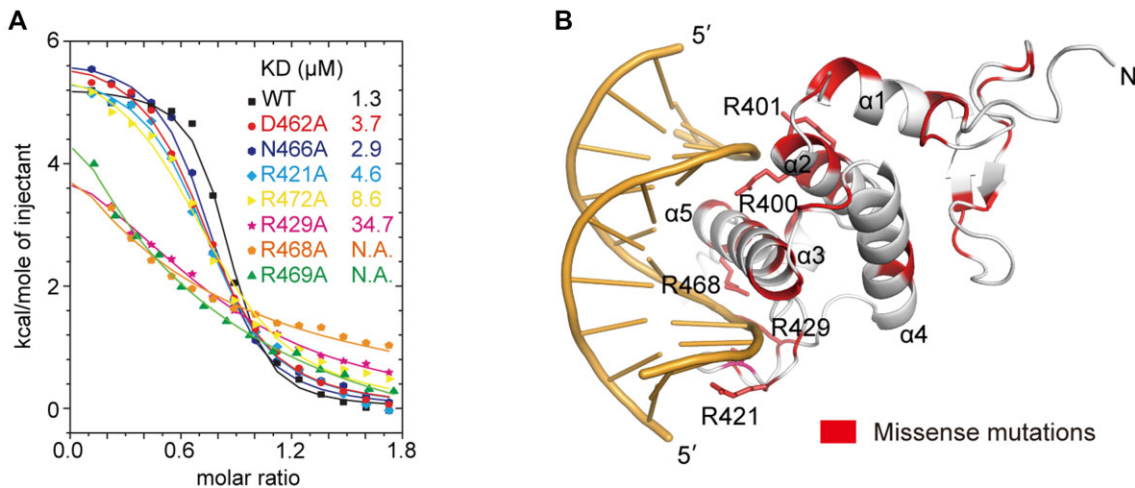 A
6
4
2
0
kcal/mole of injectant
KD (μM)
WT 1.3
D462A 3.7
N466A 2.9
R421A 4.6
R472A 8.6
R429A 34.7
R468A N.A.
R469A N.A.
0.0 0.6 1.2 1.8
molar ratio
B
5′
N
α1
R401
α2
R400
α5
α3
R468
R429
α4
R421
5′
Missense mutations